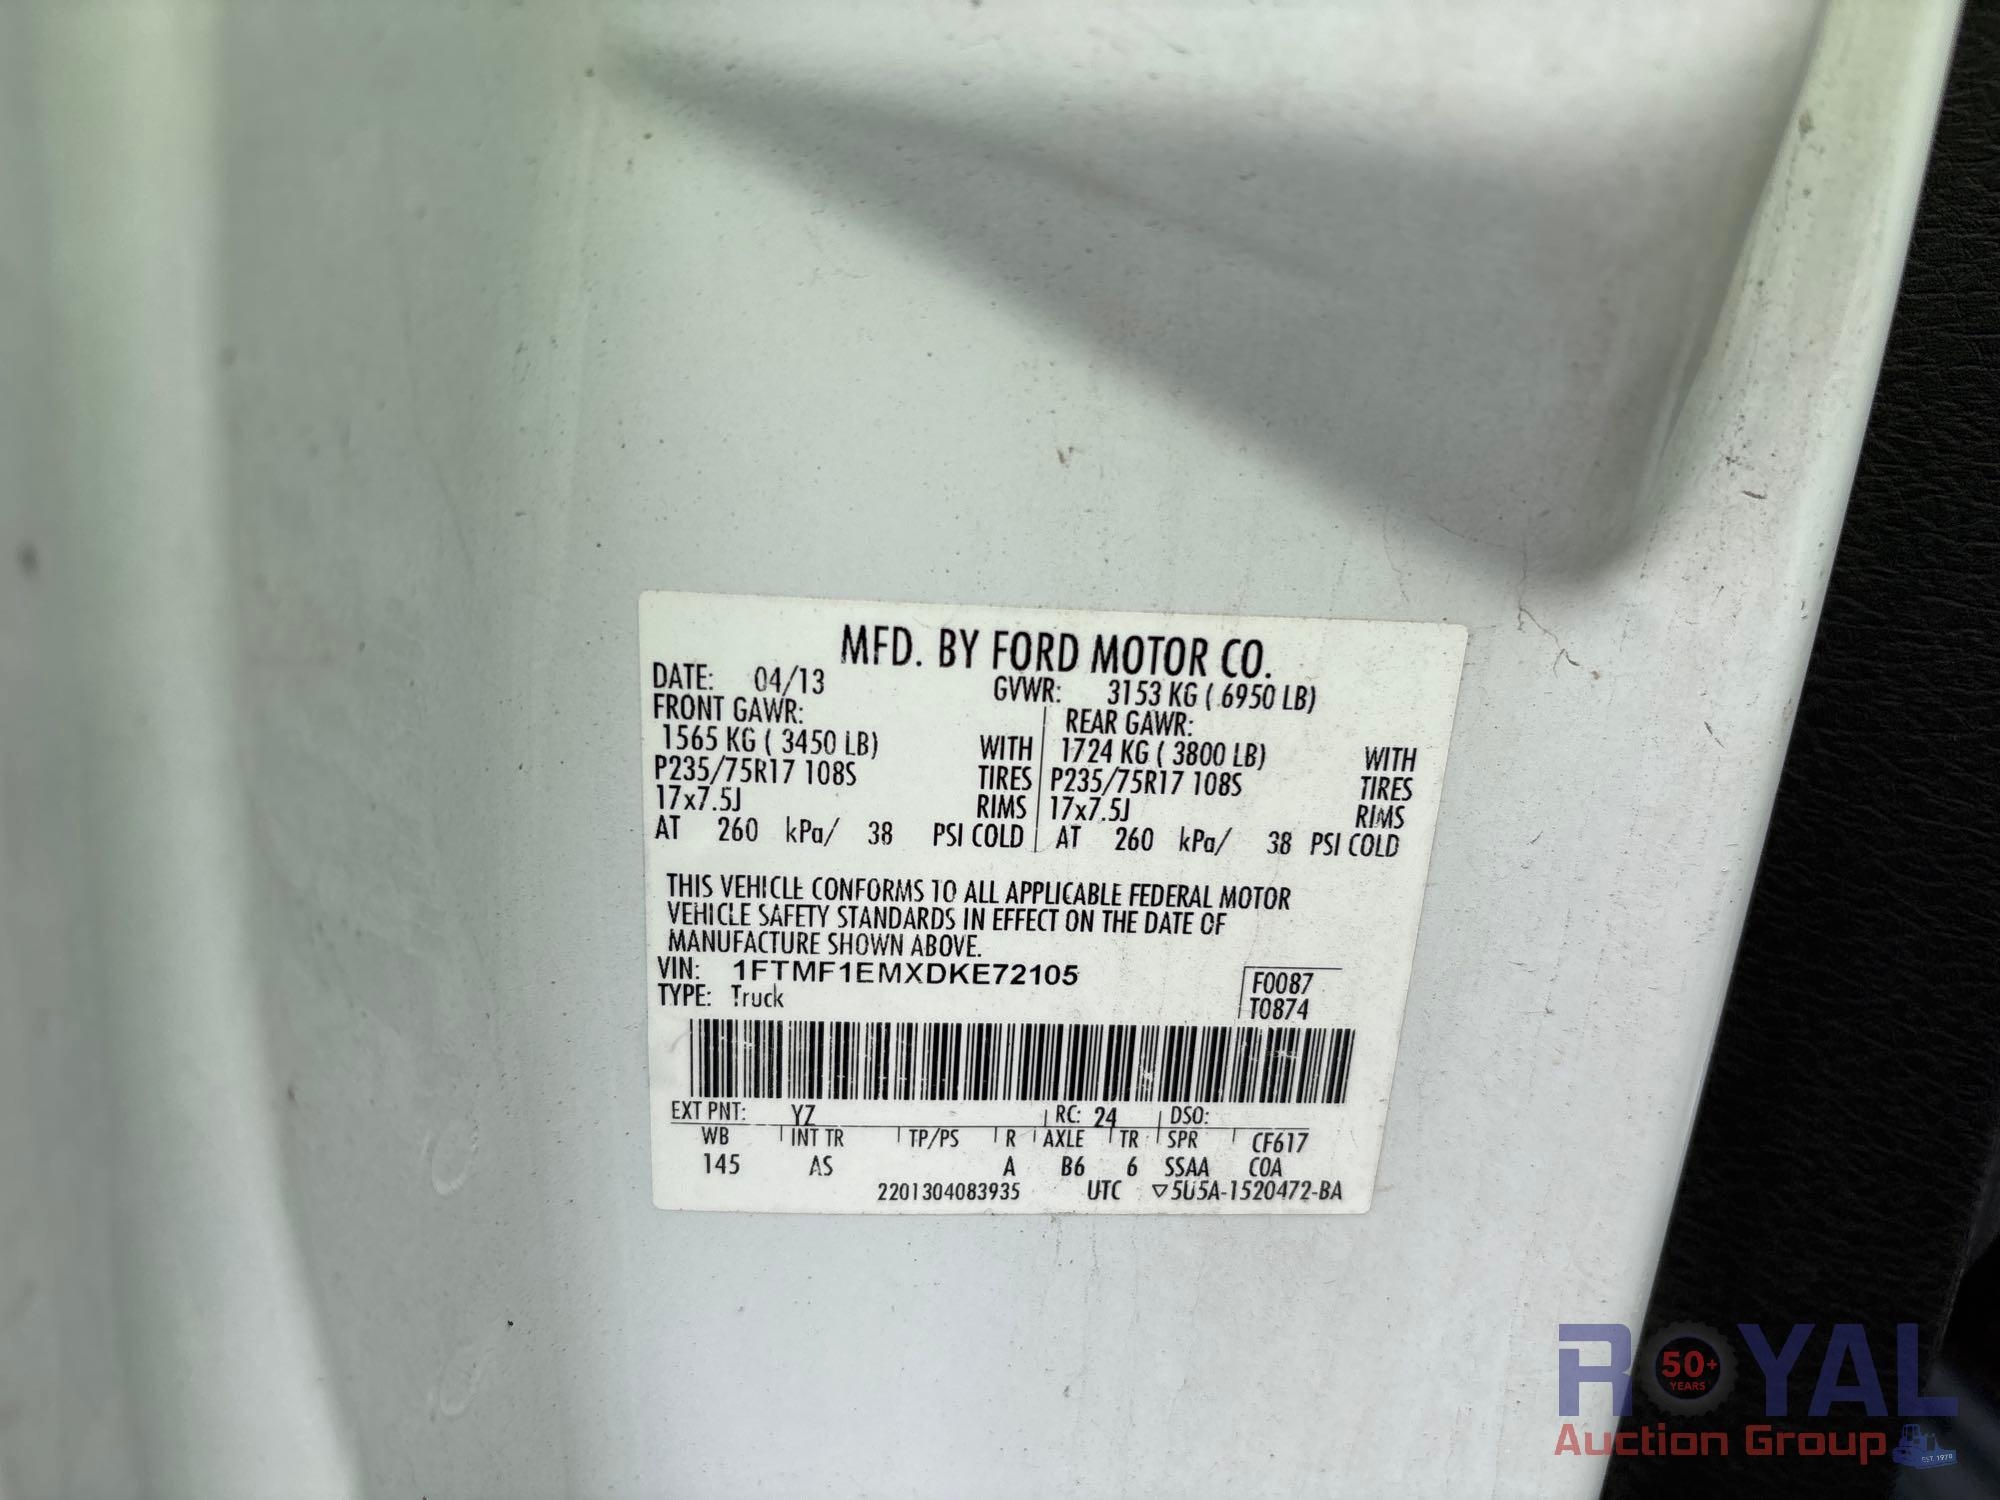 MFD. BY FORD MOTOR CO.
DATE: 04/13 GVWR: 3153 KG ( 6950 LB)
FRONT GAWR: REAR GAWR:
1565 KG ( 3450 LB) WITH 1724 KG ( 3800 LB) WITH
P235/75R17 108S TIRES P235/75R17 108S TIRES
17x7.5J RIMS 17x7.5J RIMS
AT 260 kPa/ 38 PSI COLD AT 260 kPa/ 38 PSI COLD
THIS VEHICLE CONFORMS TO ALL APPLICABLE FEDERAL MOTOR
VEHICLE SAFETY STANDARDS IN EFFECT ON THE DATE OF
MANUFACTURE SHOWN ABOVE.
VIN: 1FTMF1EMXDKE72105 F0087
TYPE: Truck T0874
EXT PNT: YZ RC: 24 DSO:
WB INT TR TP/PS R AXLE TR SPR CF617
145 AS A B6 6 SSAA COA
2201304083935 UTC ▽5U5A-1520472-BA
ROYAL
50+
YEARS
Auction Group
EST. 1970